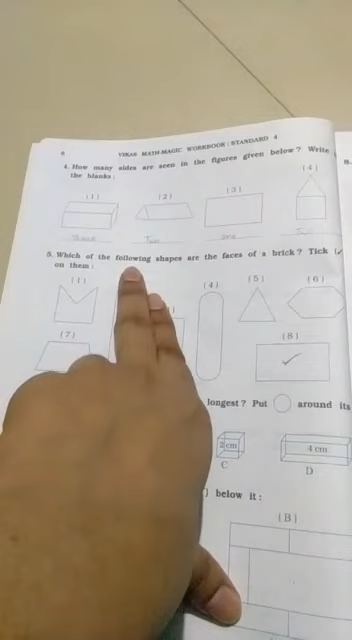 6 VIKAS MATH-MAGIC WORKBOOK : STANDARD 4
4. How many sides are seen in the figures given below ? Write
the blanks :
(1) (2) (3) (4)
Three Two one Two
5. Which of the following shapes are the faces of a brick ? Tick (✓
on them :
(1) (4) (5) (6)
(7) (8)
longest ? Put around its
2 cm 4 cm
C D
) below it :
(B)